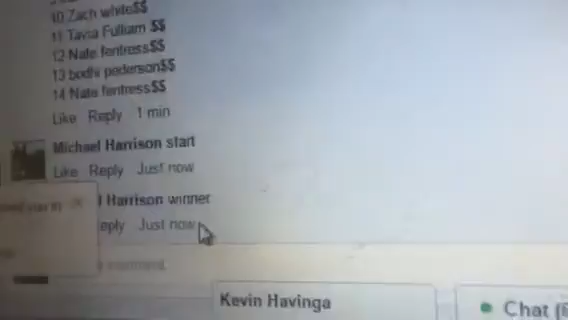 10 Zach white$$
11 Tavia Fulliam $$
12 Nate fentress$$
13 bodhi pederson$$
14 Nate fentress$$
Like Reply 1 min
Michael Harrison start
Like Reply Just now
Harrison winner
eply Just now
Kevin Havinga
Chat